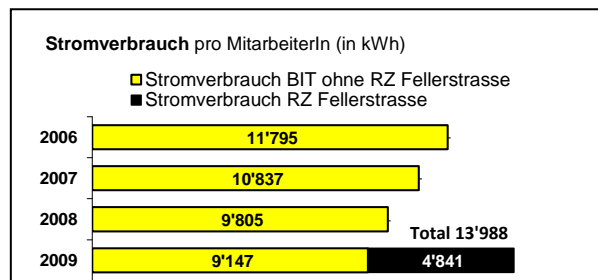 Stromverbrauch pro MitarbeiterIn (in kWh)
Stromverbrauch BIT ohne RZ Fellerstrasse
Stromverbrauch RZ Fellerstrasse
2006 11'795
2007 10'837
2008 9'805
Total 13'988
2009 9'147 4'841